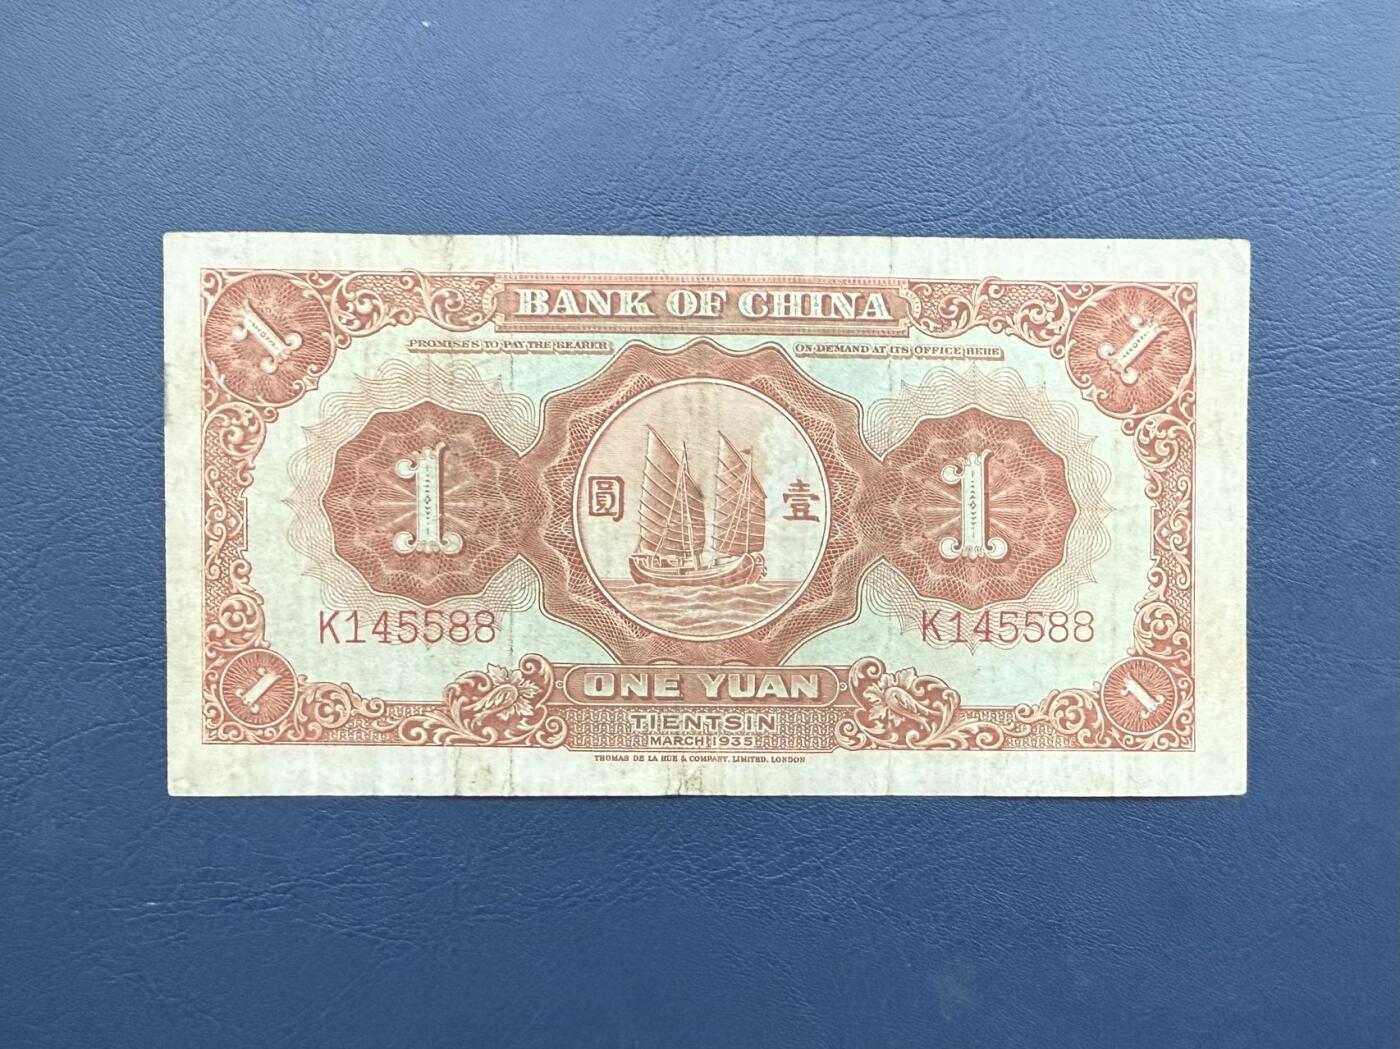 BANK OF CHINA
PROMISES TO PAY THE BEARER ON DEMAND AT ITS OFFICE HERE
1 1
1 1
圓 壹
K145588 K145588
1 1
ONE YUAN
TIENTSIN
MARCH 1935
THOMAS DE LA RUE & COMPANY, LIMITED, LONDON